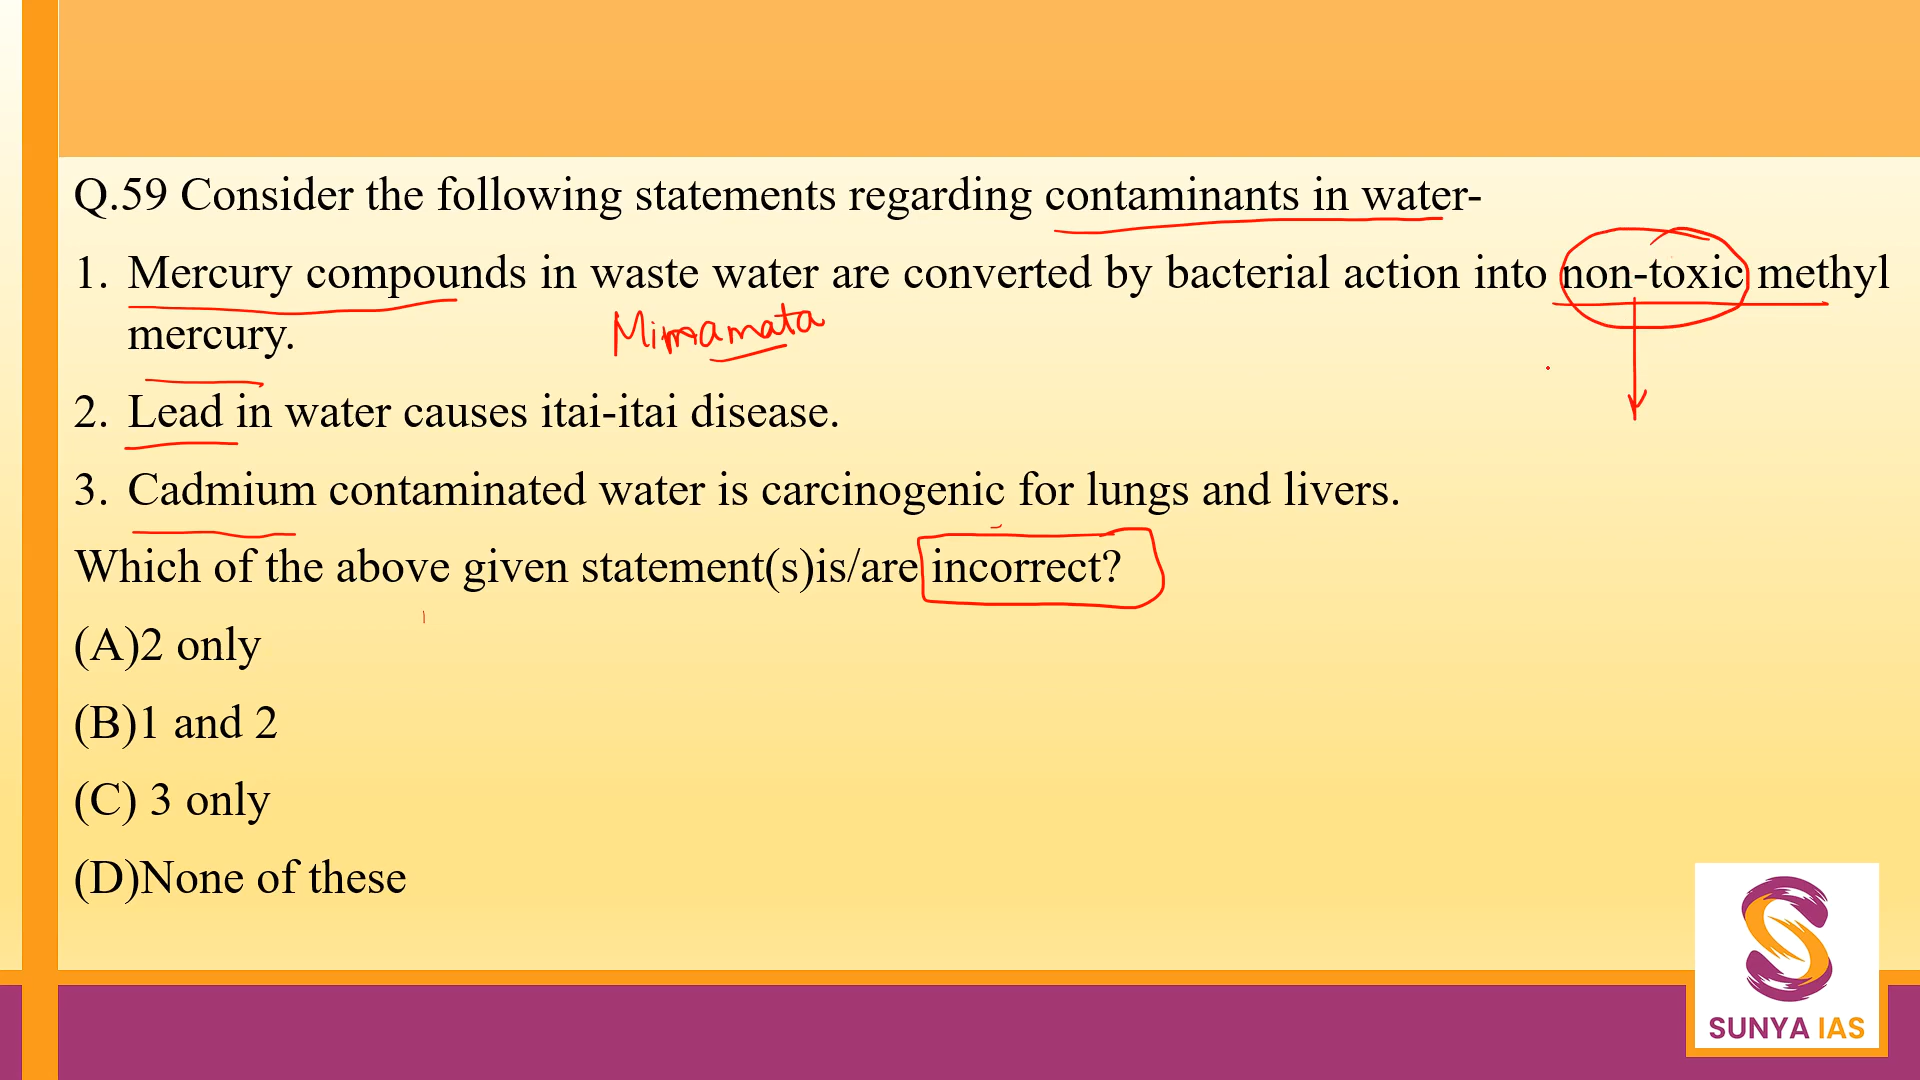 Q.59 Consider the following statements regarding contaminants in water-
1. Mercury compounds in waste water are converted by bacterial action into non-toxic methyl
mercury.
Mimamata
2. Lead in water causes itai-itai disease.
3. Cadmium contaminated water is carcinogenic for lungs and livers.
Which of the above given statement(s)is/are incorrect?
(A)2 only
(B)1 and 2
(C) 3 only
(D)None of these
SUNYA IAS